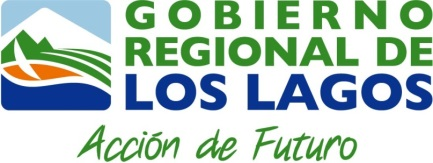 GOBIERNO
REGIONAL DE
LOS LAGOS
Acción de Futuro